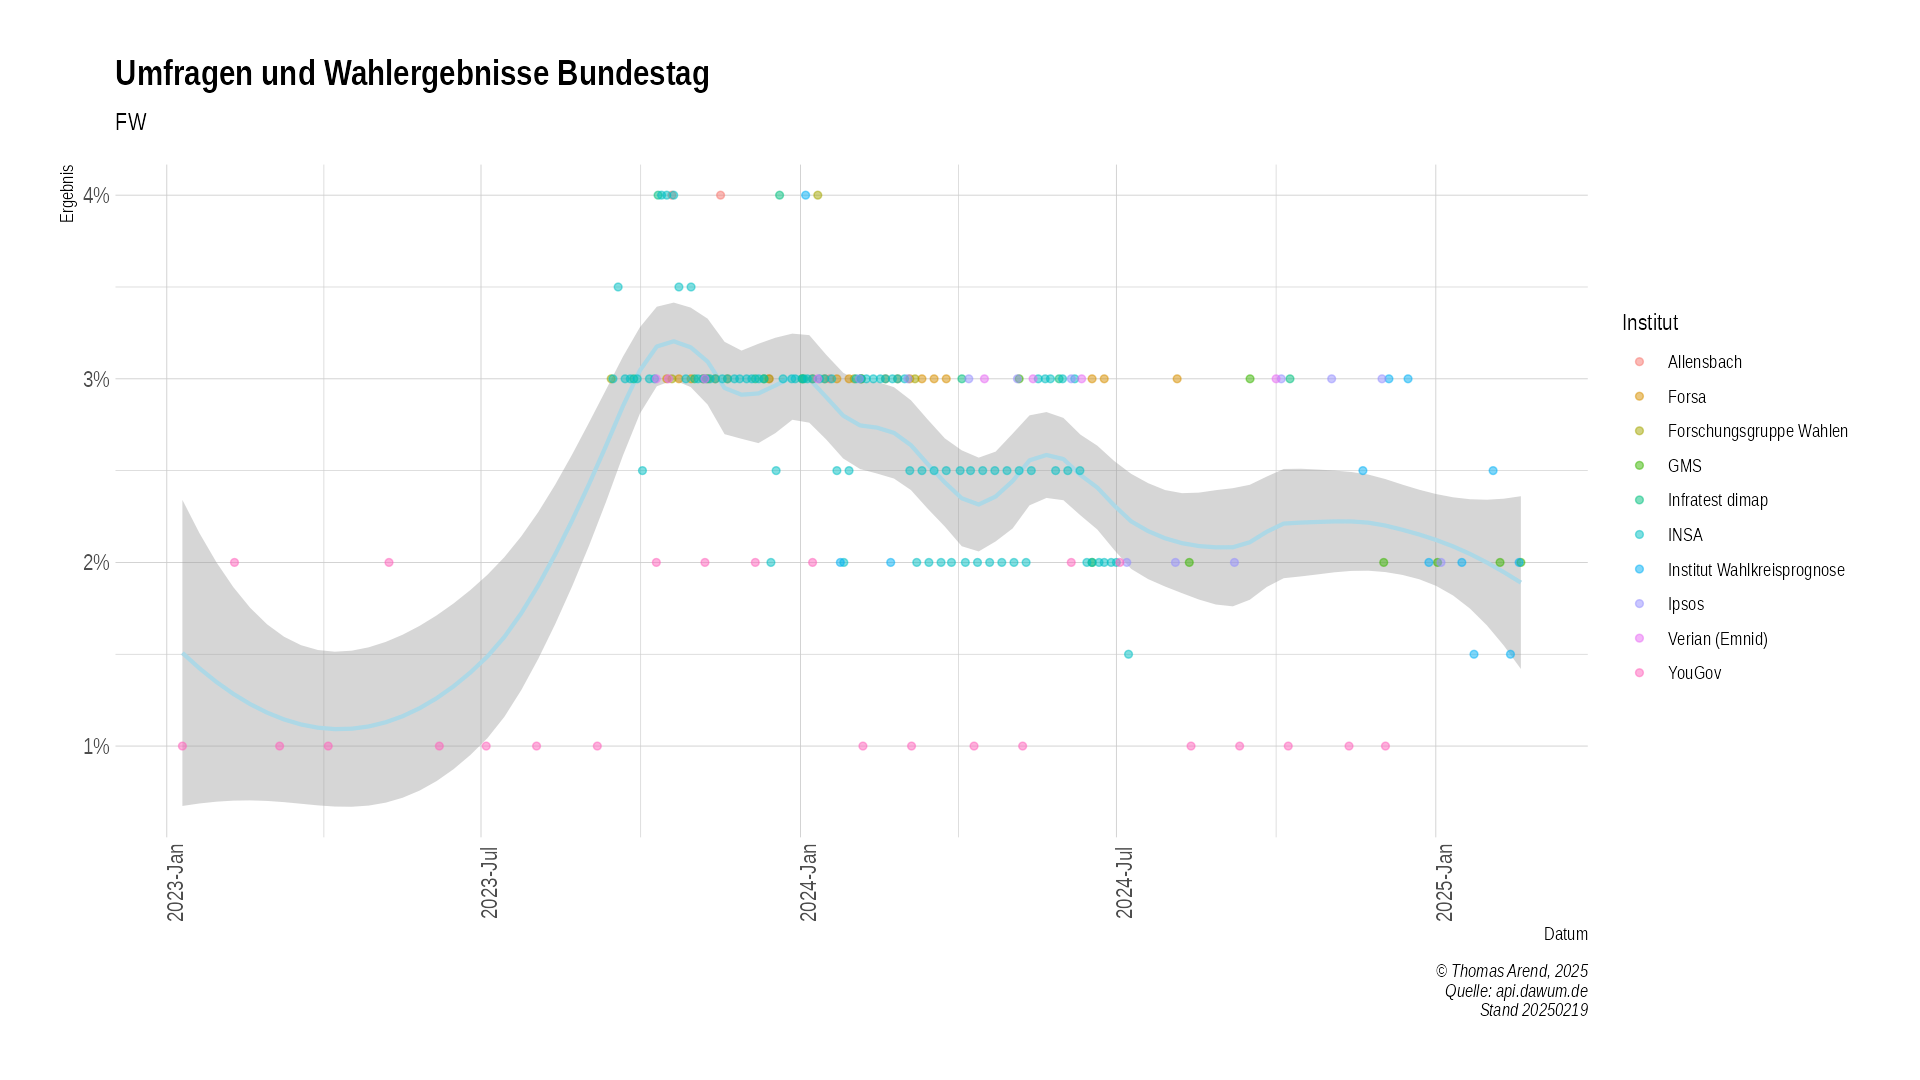 Umfragen und Wahlergebnisse Bundestag
FW
Ergebnis
4%
3%
2%
1%
2023-Jan
2023-Jul
2024-Jan
2024-Jul
2025-Jan
Datum
Institut
Allensbach
Forsa
Forschungsgruppe Wahlen
GMS
Infratest dimap
INSA
Institut Wahlkreisprognose
Ipsos
Verian (Emnid)
YouGov
© Thomas Arend, 2025
Quelle: api.dawum.de
Stand 20250219